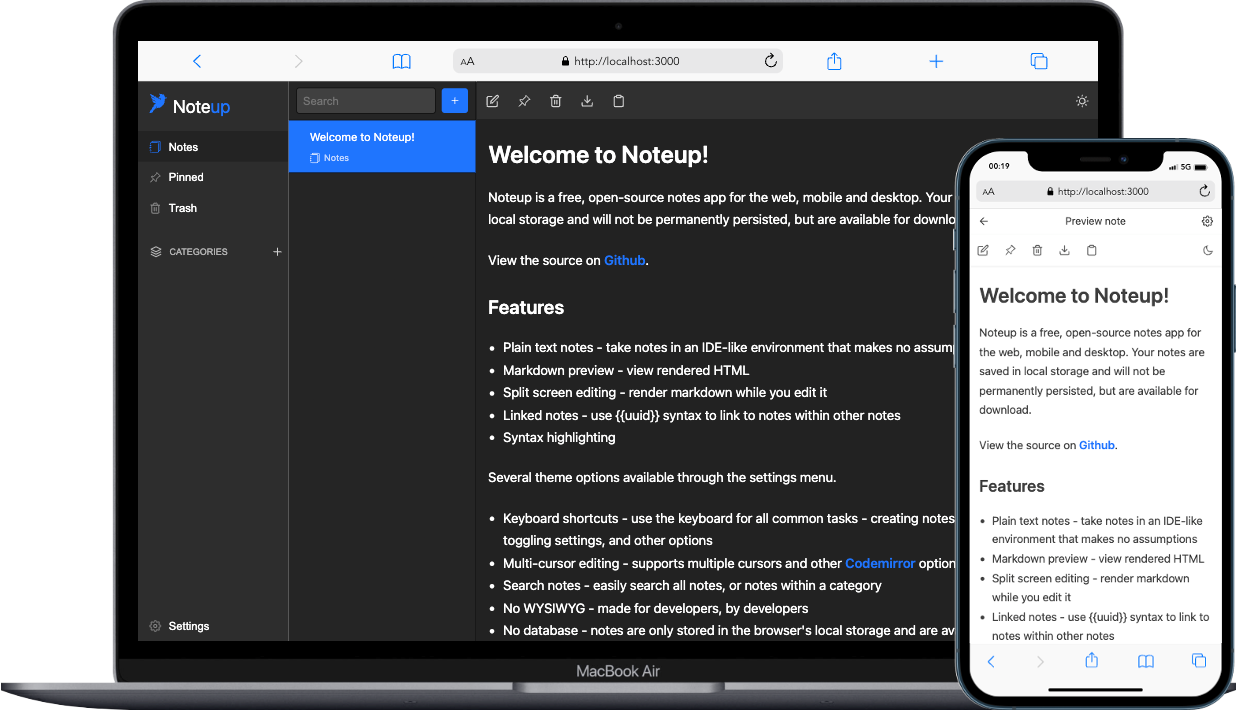 AA
http://localhost:3000
Noteup
Search
+
Notes
Pinned
Trash
CATEGORIES
+
Settings
Welcome to Noteup!
Notes
Welcome to Noteup!
Noteup is a free, open-source notes app for the web, mobile and desktop. Your
local storage and will not be permanently persisted, but are available for downlo
View the source on Github.
Features
• Plain text notes - take notes in an IDE-like environment that makes no assum
• Markdown preview - view rendered HTML
• Split screen editing - render markdown while you edit it
• Linked notes - use {{uuid}} syntax to link to notes within other notes
• Syntax highlighting
Several theme options available through the settings menu.
• Keyboard shortcuts - use the keyboard for all common tasks - creating notes
toggling settings, and other options
• Multi-cursor editing - supports multiple cursors and other Codemirror option
• Search notes - easily search all notes, or notes within a category
• No WYSIWYG - made for developers, by developers
• No database - notes are only stored in the browser's local storage and are av
MacBook Air
00:19
5G
AA
http://localhost:3000
Preview note
Welcome to Noteup!
Noteup is a free, open-source notes app for
the web, mobile and desktop. Your notes are
saved in local storage and will not be
permanently persisted, but are available for
download.
View the source on Github.
Features
• Plain text notes - take notes in an IDE-like
environment that makes no assumptions
• Markdown preview - view rendered HTML
• Split screen editing - render markdown
while you edit it
• Linked notes - use {{uuid}} syntax to link to
notes within other notes